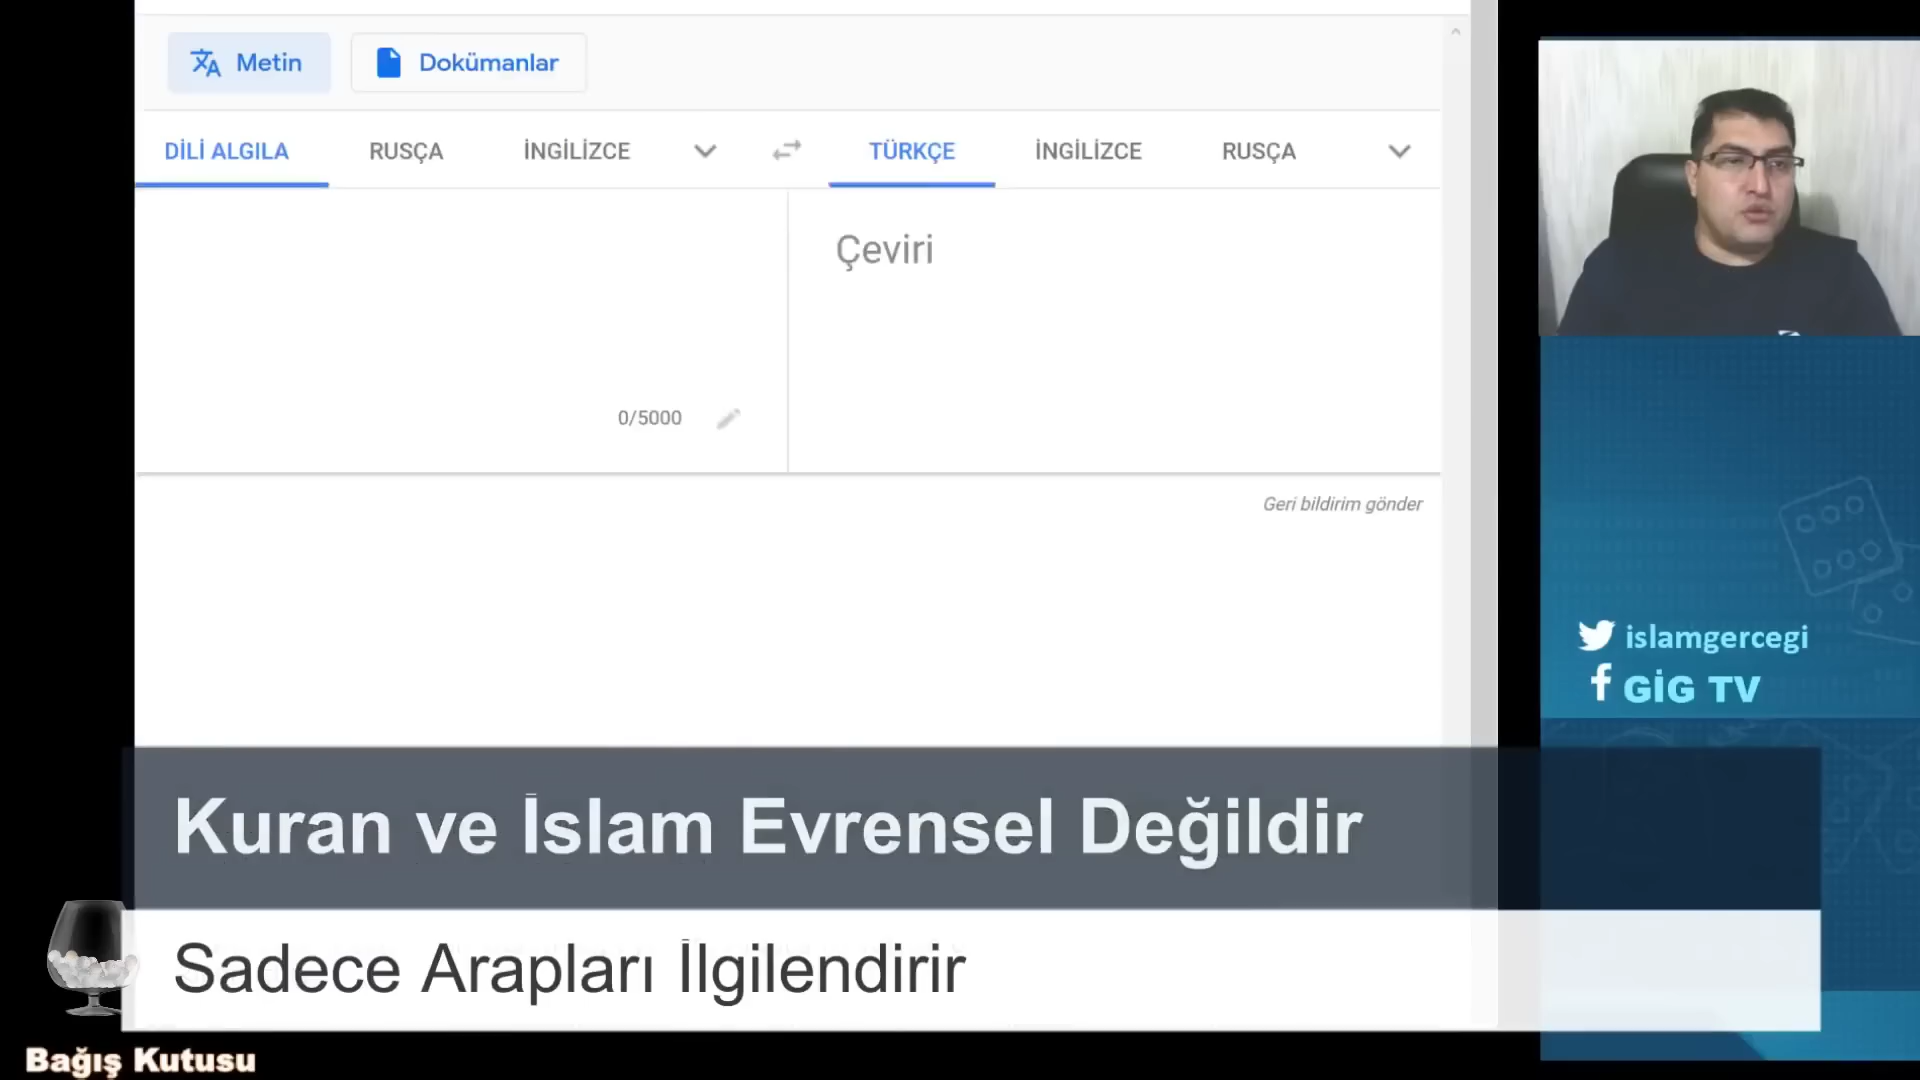 Metin
Dokümanlar
DİLİ ALGILA
RUSÇA
İNGİLİZCE
TÜRKÇE
İNGİLİZCE
RUSÇA
Çeviri
0/5000
Geri bildirim gönder
islamgercegi
GİG TV
Kuran ve İslam Evrensel Değildir
Sadece Arapları İlgilendirir
Bağış Kutusu